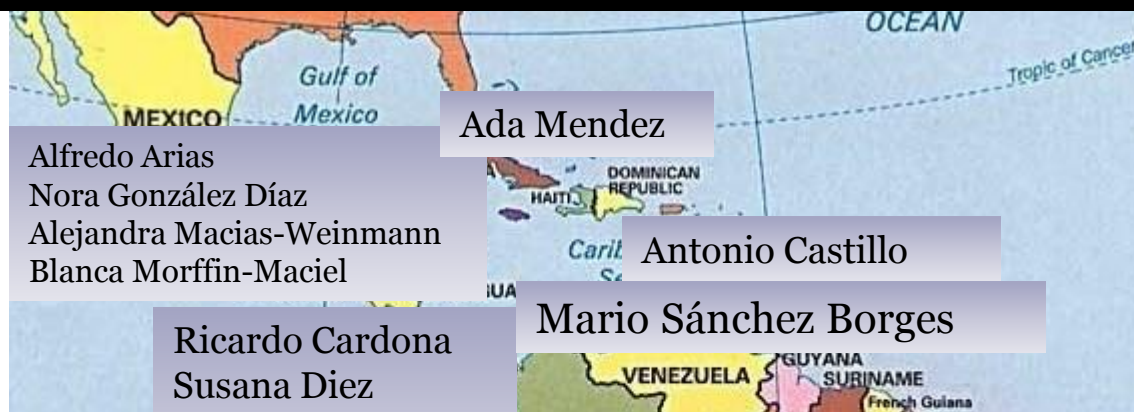 OCEAN
Tropic of Cancer
Gulf of
Mexico
MEXICO
Ada Mendez
Alfredo Arias
Nora González Díaz
Alejandra Macias-Weinmann
Blanca Morffin-Maciel
DOMINICAN
REPUBLIC
HAITI
Antonio Castillo
Mario Sánchez Borges
Ricardo Cardona
Susana Diez
VENEZUELA
GUYANA
SURINAME
French Guiana